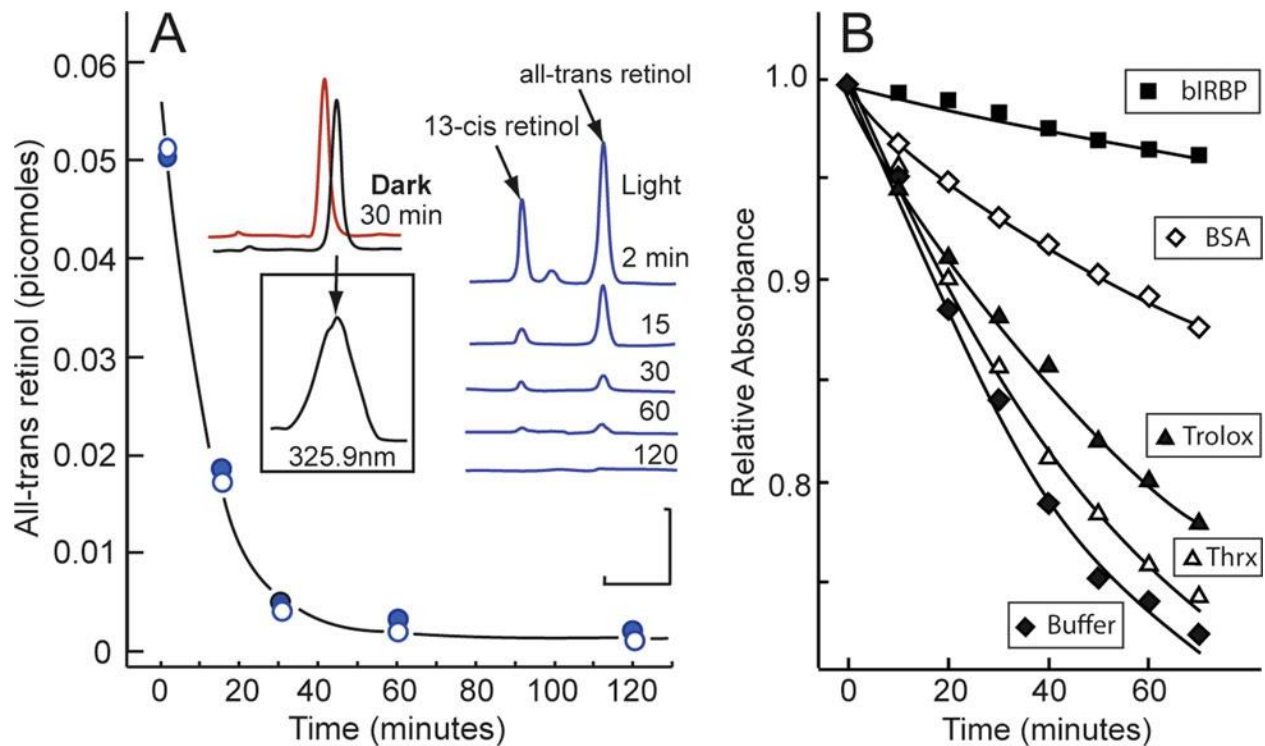 A
All-trans retinol (picomoles)
0.06
0.05
0.04
0.03
0.02
0.01
0
0 20 40 60 80 100 120
Time (minutes)
Dark
30 min
325.9nm
all-trans retinol
13-cis retinol
Light
2 min
15
30
60
120
B
Relative Absorbance
1.0
0.9
0.8
0 20 40 60
Time (minutes)
bIRBP
BSA
Trolox
Thrx
Buffer